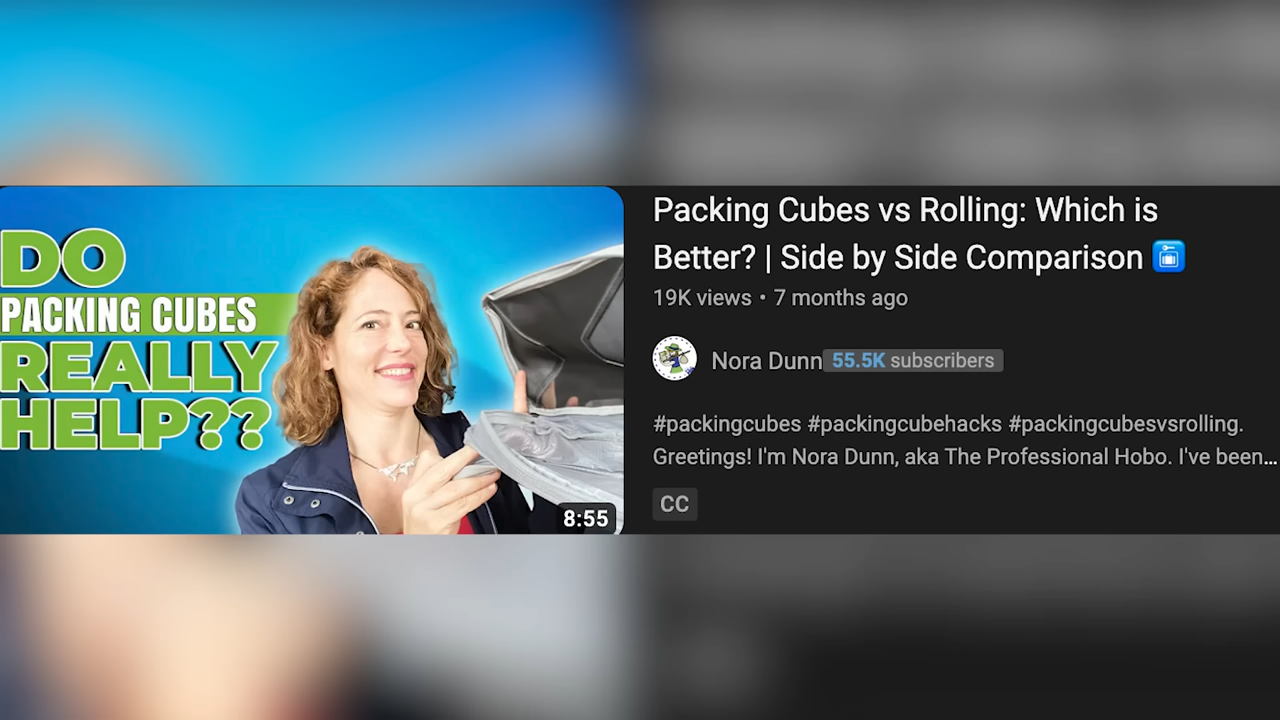 DO
PACKING CUBES
REALLY
HELP??
8:55
Packing Cubes vs Rolling: Which is
Better? | Side by Side Comparison
19K views • 7 months ago
Nora Dunn 55.5K subscribers
#packingcubes #packingcubehacks #packingcubesvsrolling.
Greetings! I'm Nora Dunn, aka The Professional Hobo. I've been...
CC